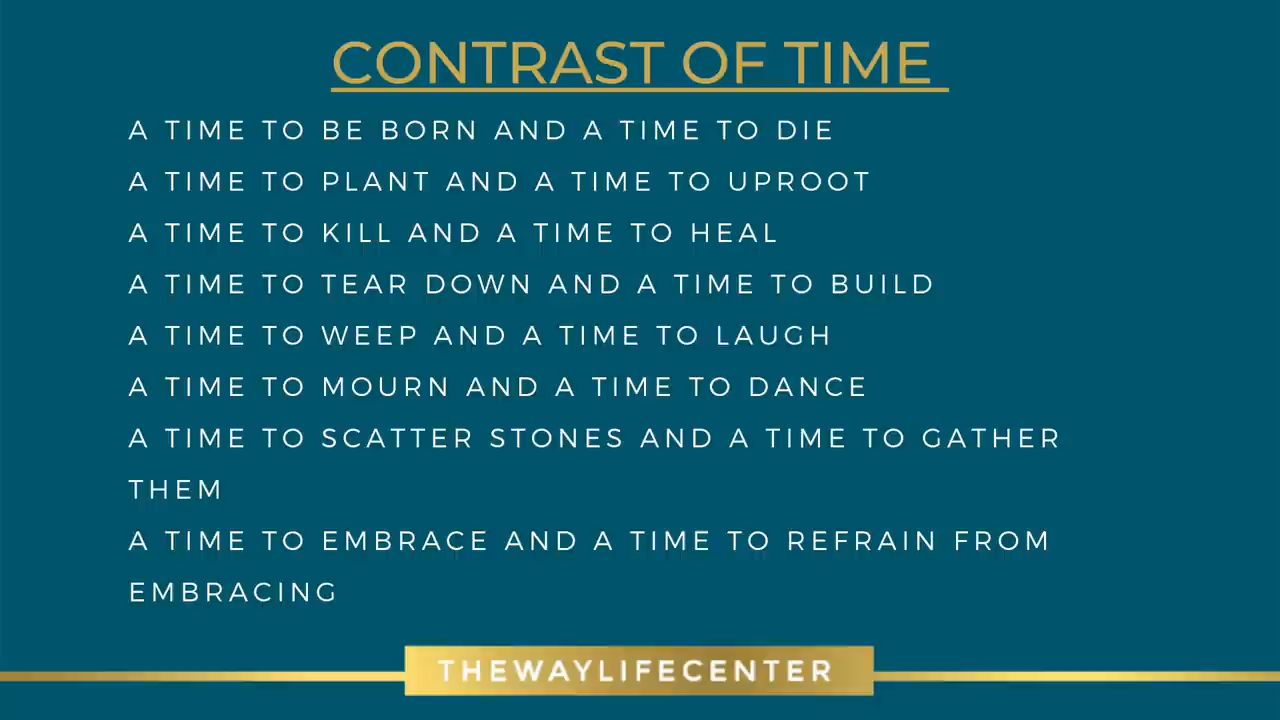 CONTRAST OF TIME
A TIME TO BE BORN AND A TIME TO DIE
A TIME TO PLANT AND A TIME TO UPROOT
A TIME TO KILL AND A TIME TO HEAL
A TIME TO TEAR DOWN AND A TIME TO BUILD
A TIME TO WEEP AND A TIME TO LAUGH
A TIME TO MOURN AND A TIME TO DANCE
A TIME TO SCATTER STONES AND A TIME TO GATHER
THEM
A TIME TO EMBRACE AND A TIME TO REFRAIN FROM
EMBRACING
THEWAYLIFECENTER